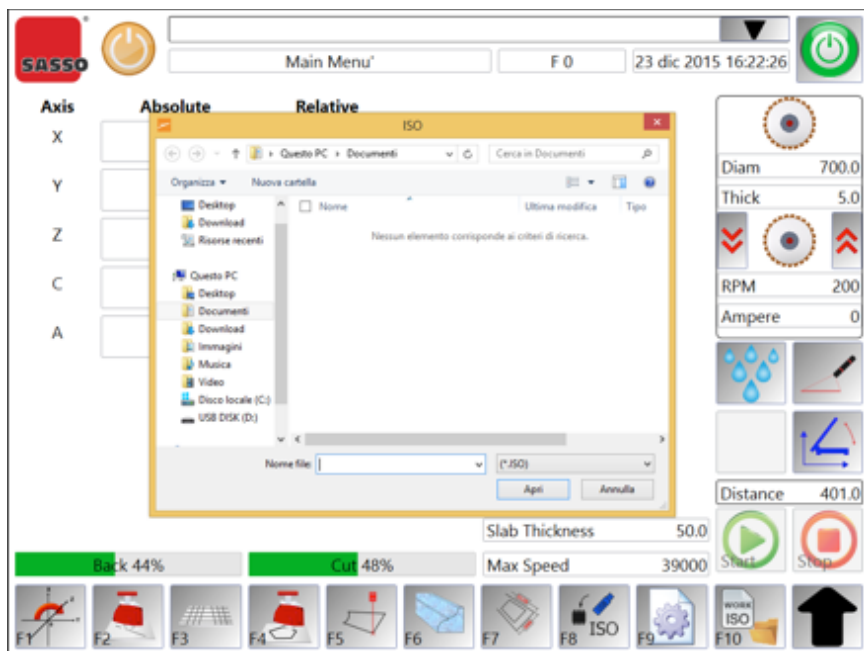 SASSO
Main Menu'
F 0
23 dic 2015 16:22:26
Axis Absolute Relative
X
Y
Z
C
A
ISO
Questo PC Documenti
Cerca in Documenti
Organizza
Nuova cartella
Desktop
Download
Risorse recenti
Questo PC
Desktop
Documenti
Download
Immagini
Musica
Video
Disco locale (C:)
USB DISK (D:)
Nome Ultima modifica Tipo
Nessun elemento corrisponde ai criteri di ricerca.
Nome file:
(*.ISO)
Apri Annulla
Diam 700.0
Thick 5.0
RPM 200
Ampere 0
Distance 401.0
Slab Thickness 50.0
Max Speed 39000
Start Stop
Back 44%
Cut 48%
F1
F2
F3
F4
F5
F6
F7
F8 ISO
F9
WORK
ISO
F10